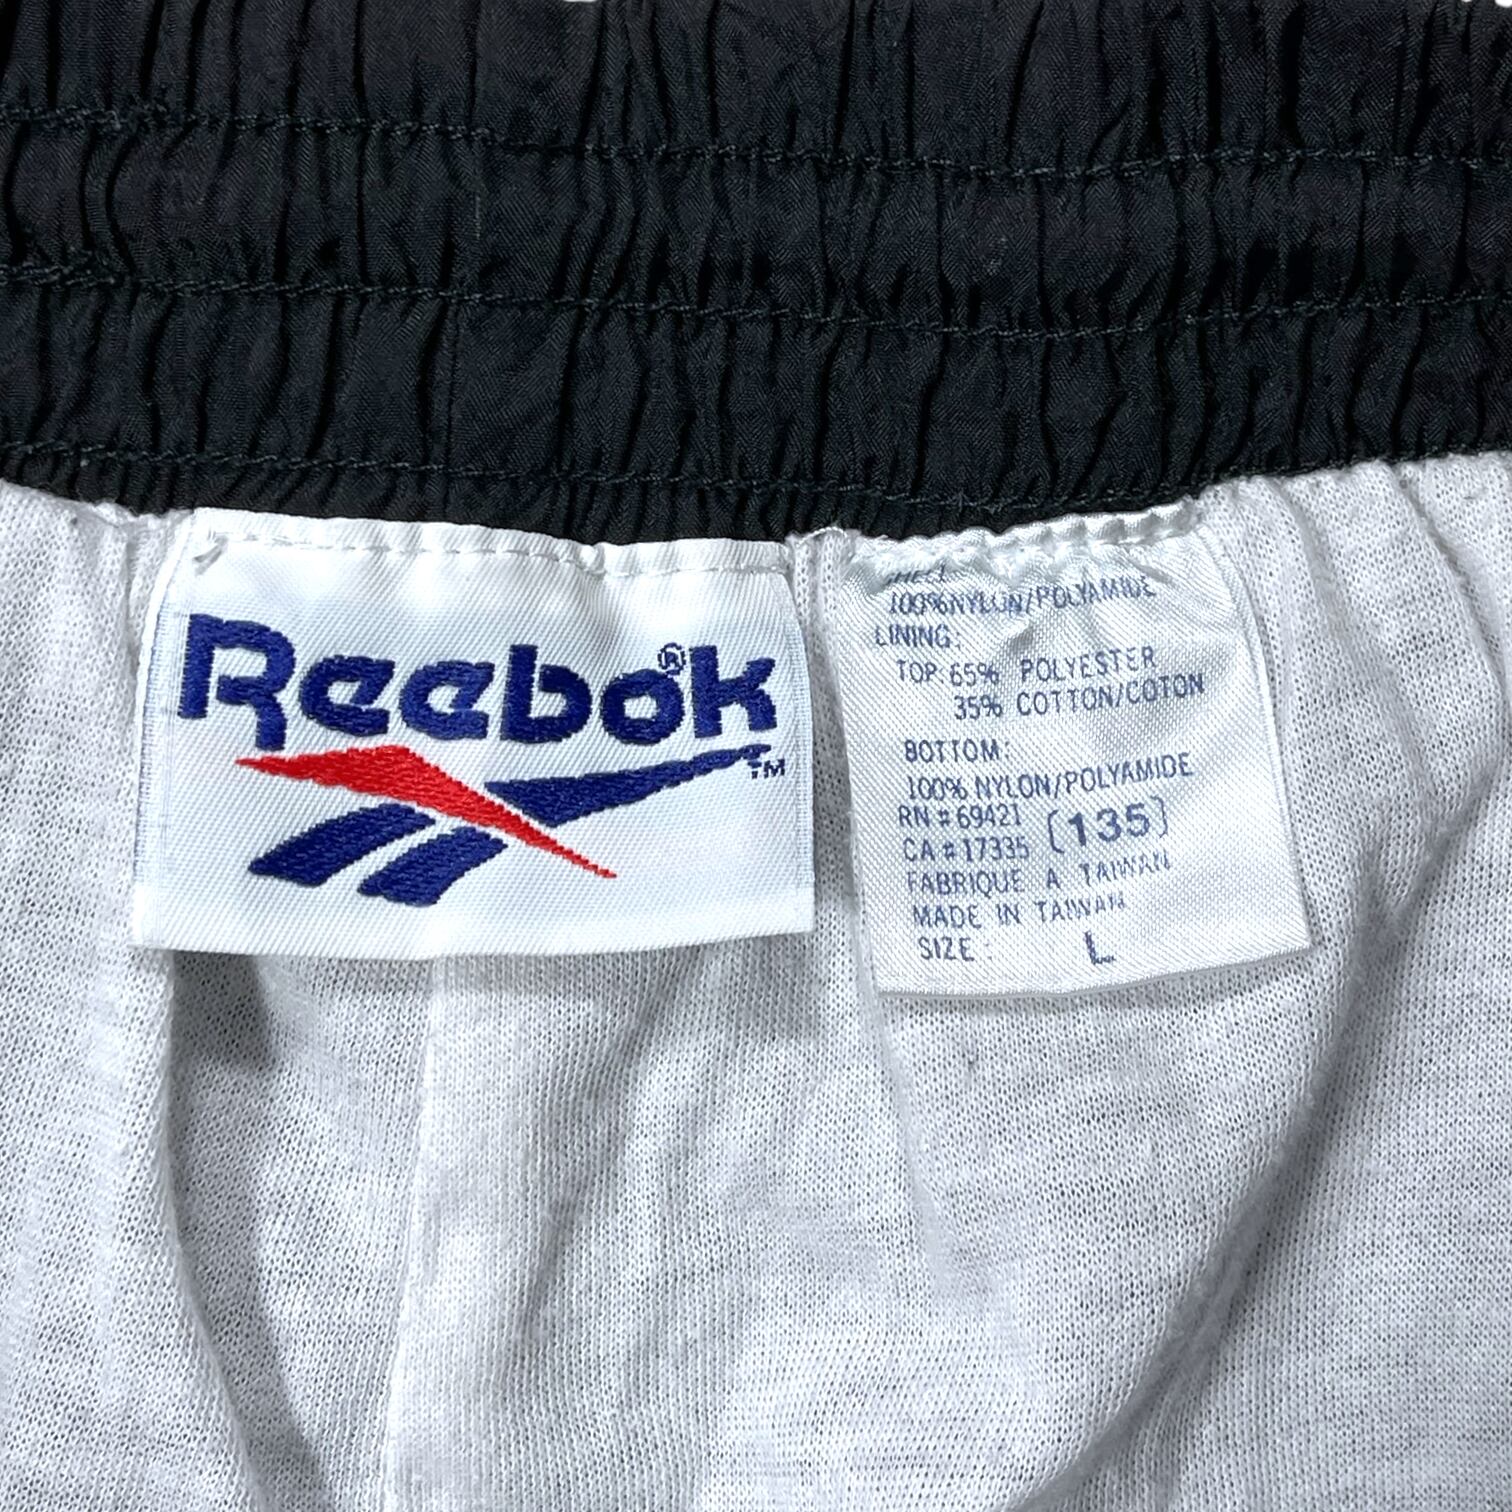 Reebok®
TM
SHELL
100% NYLON/POLYAMIDE
LINING:
TOP: 65% POLYESTER
35% COTTON/COTON
BOTTOM:
100% NYLON/POLYAMIDE
RN # 69421
CA # 17335 [135]
FABRIQUE A TAIWAN
MADE IN TAIWAN
SIZE: L